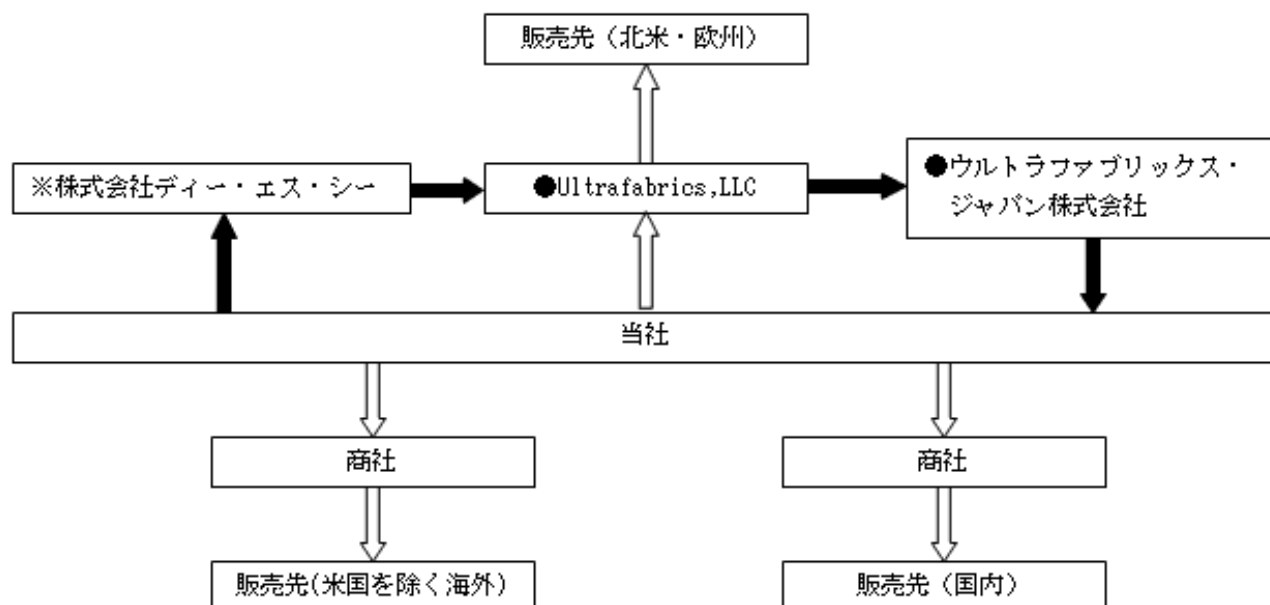 販売先（北米・欧州）
※株式会社ディー・エス・シー
●Ultrafabrics,LLC
●ウルトラファブリックス・
ジャパン株式会社
当社
商社
商社
販売先(米国を除く海外)
販売先（国内）